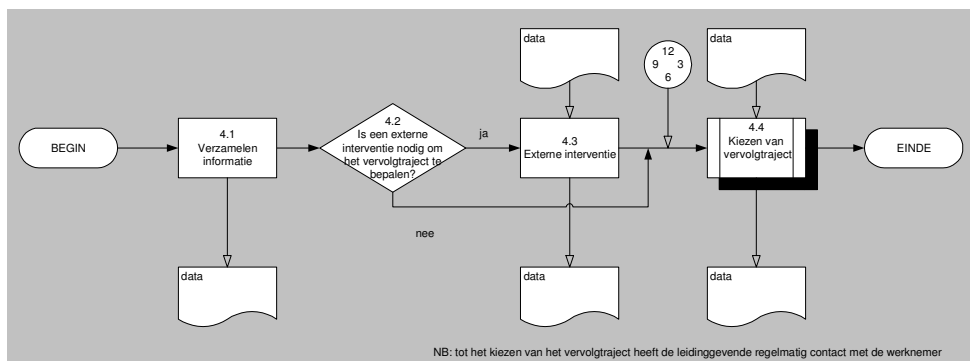 data
12
9 3
6
data
BEGIN
4.1
Verzamelen
informatie
4.2
Is een externe
interventie nodig om
het vervolgtraject te
bepalen?
ja
4.3
Externe interventie
4.4
Kiezen van
vervolgtraject
EINDE
nee
data
data
data
NB: tot het kiezen van het vervolgtraject heeft de leidinggevende regelmatig contact met de werknemer